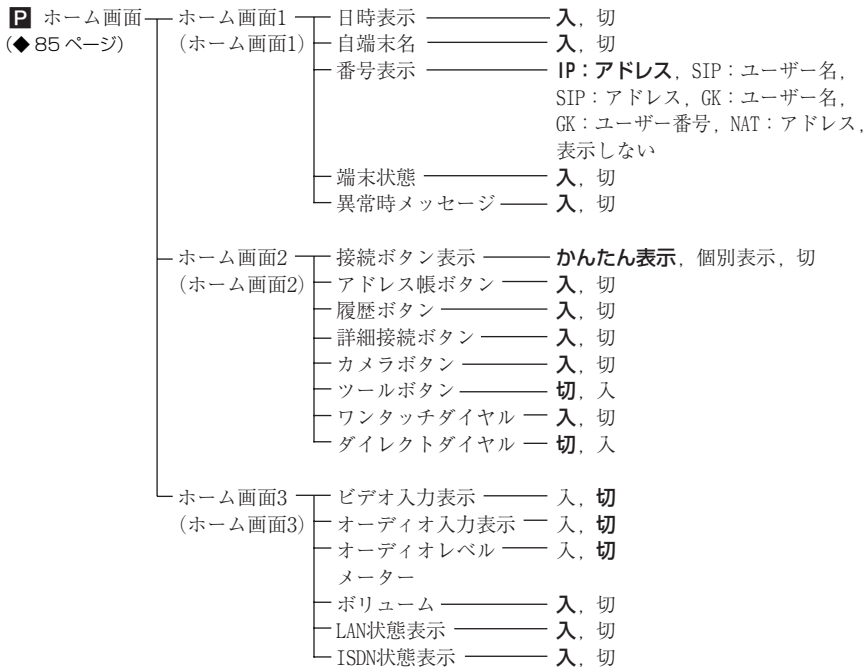 P ホーム画面 ホーム画面1 日時表示 入, 切
(◆ 85 ページ) (ホーム画面1) 自端末名 入, 切
番号表示 IP：アドレス, SIP：ユーザー名,
SIP：アドレス, GK：ユーザー名,
GK：ユーザー番号, NAT：アドレス,
表示しない
端末状態 入, 切
異常時メッセージ 入, 切
ホーム画面2 接続ボタン表示 かんたん表示, 個別表示, 切
(ホーム画面2) アドレス帳ボタン 入, 切
履歴ボタン 入, 切
詳細接続ボタン 入, 切
カメラボタン 入, 切
ツールボタン 切, 入
ワンタッチダイヤル 入, 切
ダイレクトダイヤル 切, 入
ホーム画面3 ビデオ入力表示 入, 切
(ホーム画面3) オーディオ入力表示 入, 切
オーディオレベル 入, 切
メーター
ボリューム 入, 切
LAN状態表示 入, 切
ISDN状態表示 入, 切